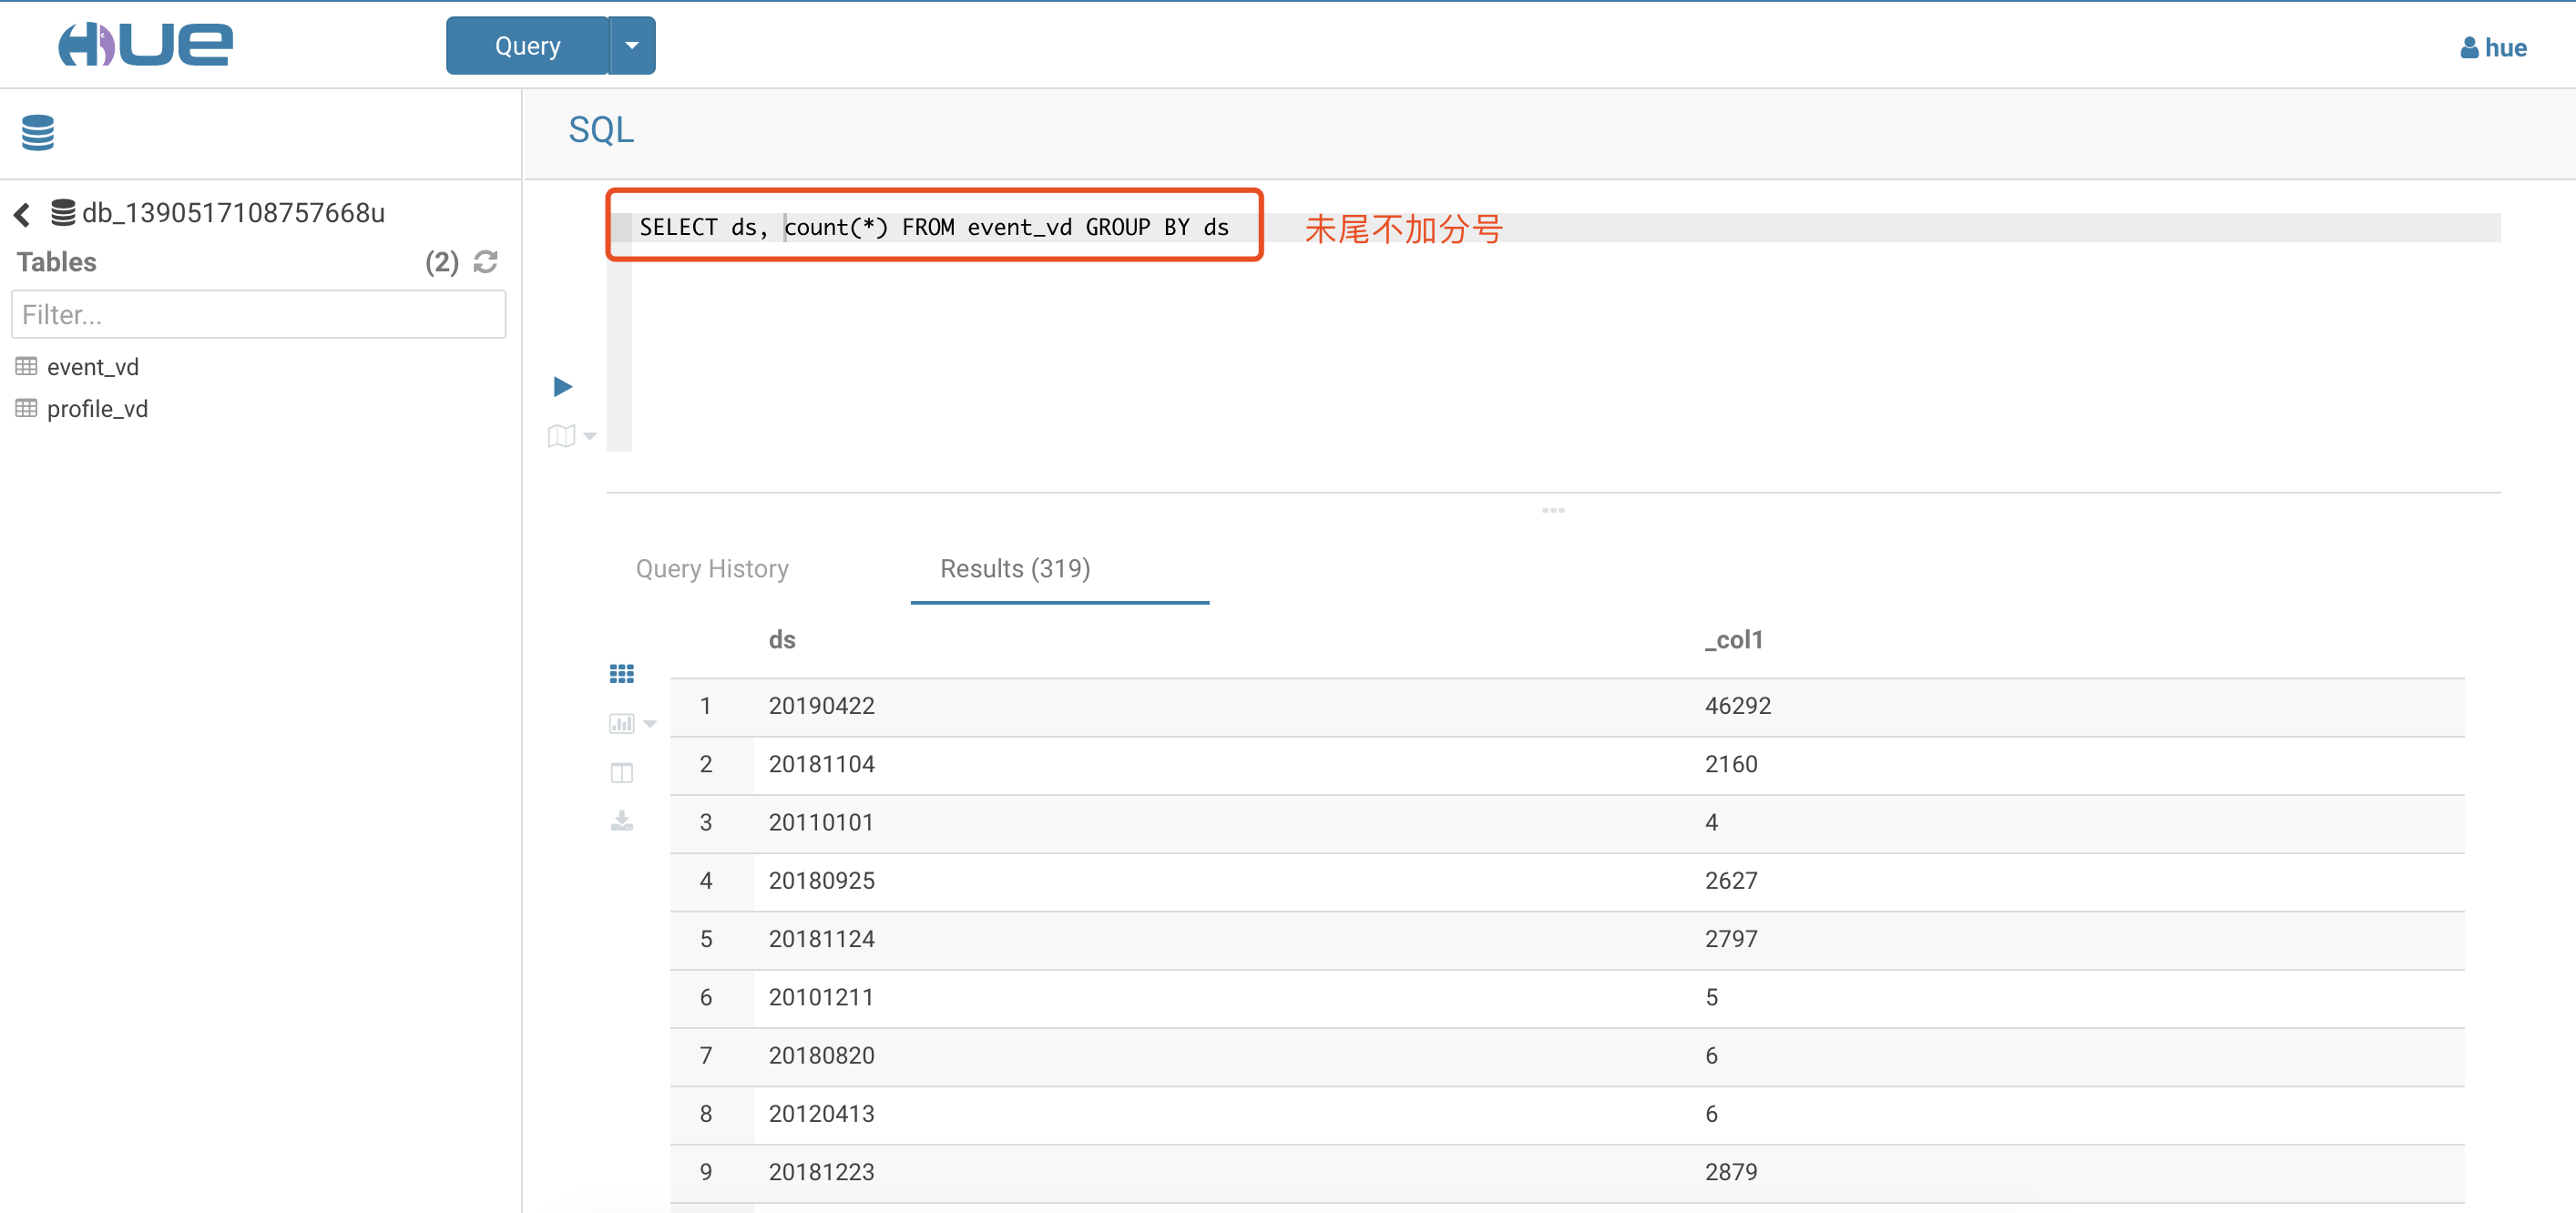 HUE
Query
hue
SQL
db_1390517108757668u
Tables (2)
Filter...
event_vd
profile_vd
SELECT ds, count(*) FROM event_vd GROUP BY ds
未尾不加分号
Query History
Results (319)
ds _col1
1 20190422 46292
2 20181104 2160
3 20110101 4
4 20180925 2627
5 20181124 2797
6 20101211 5
7 20180820 6
8 20120413 6
9 20181223 2879